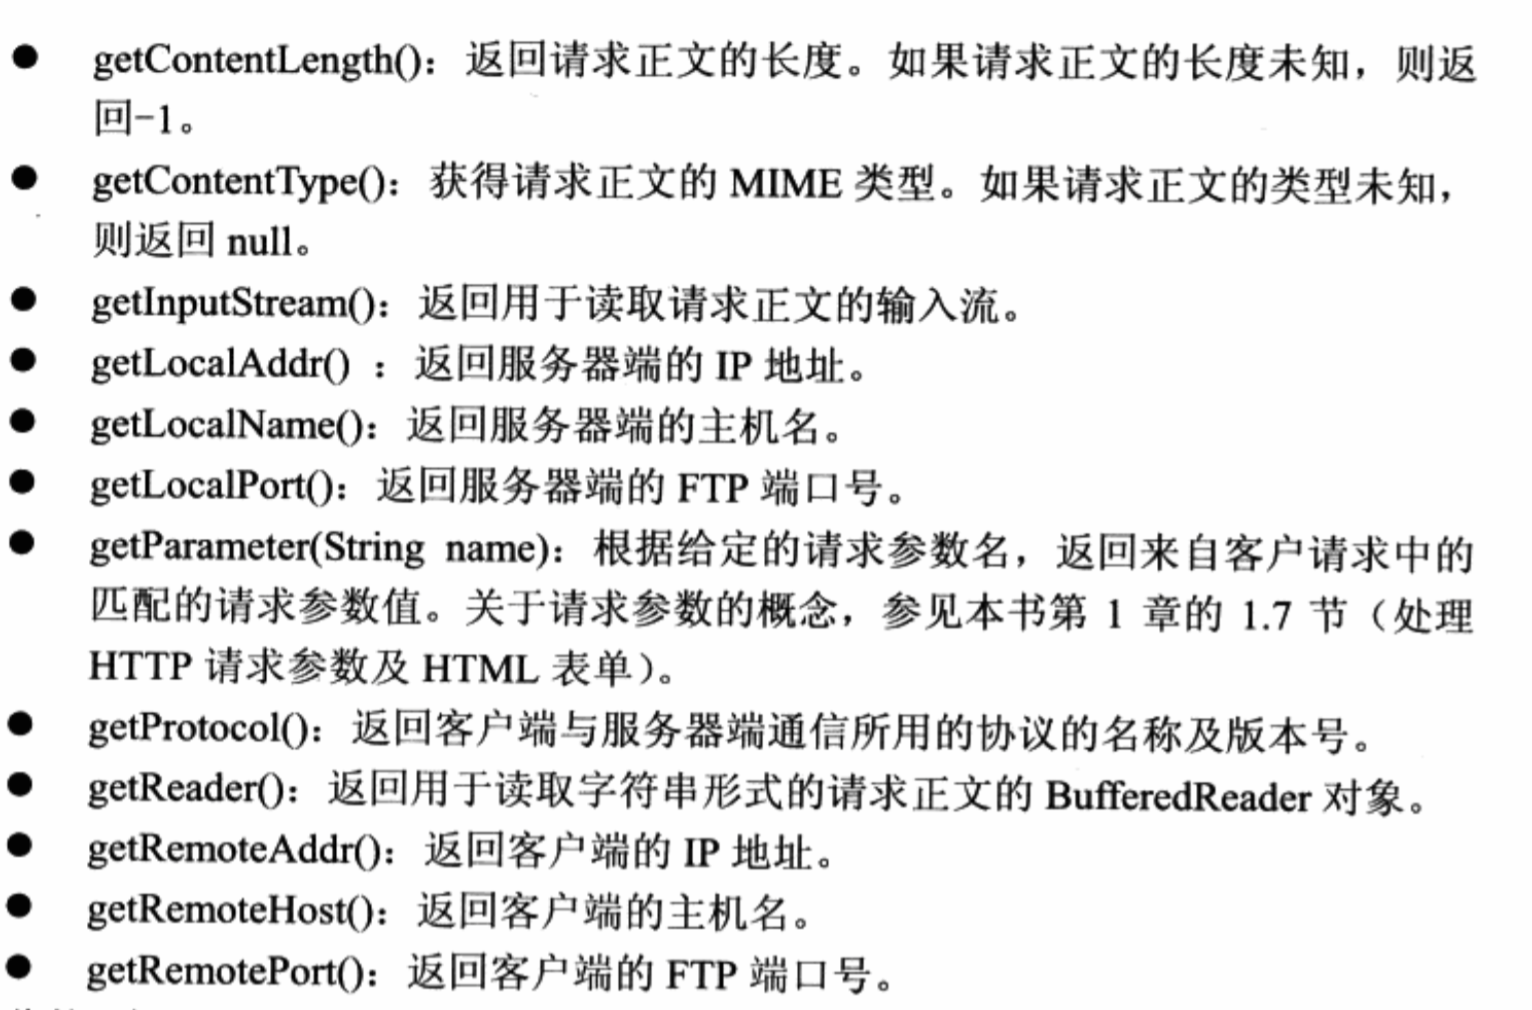 ● getContentLength()：返回请求正文的长度。如果请求正文的长度未知，则返
回-1。
● getContentType()：获得请求正文的 MIME 类型。如果请求正文的类型未知，
则返回 null。
● getInputStream()：返回用于读取请求正文的输入流。
● getLocalAddr() ：返回服务器端的 IP 地址。
● getLocalName()：返回服务器端的主机名。
● getLocalPort()：返回服务器端的 FTP 端口号。
● getParameter(String name)：根据给定的请求参数名，返回来自客户请求中的
匹配的请求参数值。关于请求参数的概念，参见本书第 1 章的 1.7 节（处理
HTTP 请求参数及 HTML 表单）。
● getProtocol()：返回客户端与服务器端通信所用的协议的名称及版本号。
● getReader()：返回用于读取字符串形式的请求正文的 BufferedReader 对象。
● getRemoteAddr()：返回客户端的 IP 地址。
● getRemoteHost()：返回客户端的主机名。
● getRemotePort()：返回客户端的 FTP 端口号。